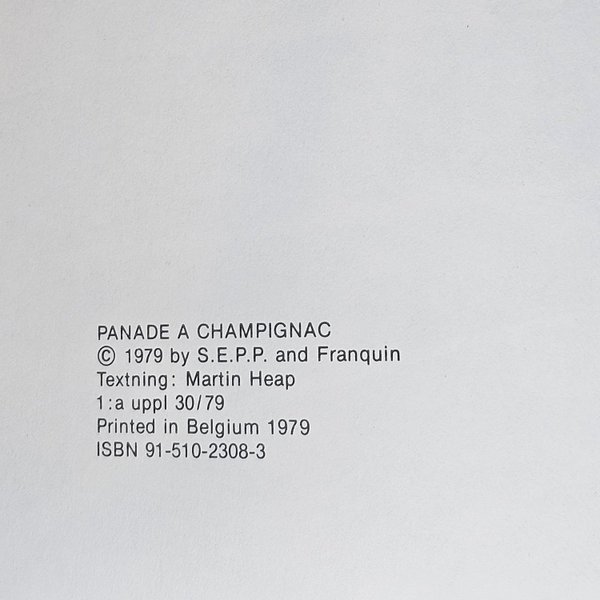 PANADE A CHAMPIGNAC
© 1979 by S.E.P.P. and Franquin
Textning: Martin Heap
1:a uppl 30/79
Printed in Belgium 1979
ISBN 91-510-2308-3